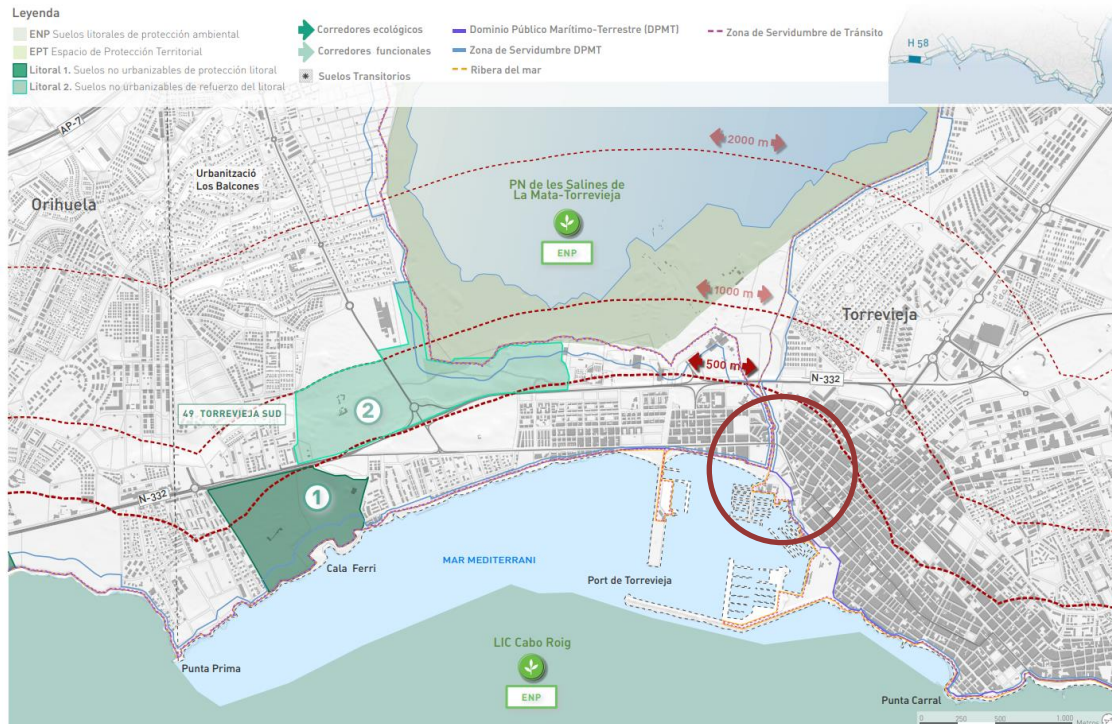 Leyenda
ENP Suelos litorales de protección ambiental
EPT Espacio de Protección Territorial
Litoral 1. Suelos no urbanizables de protección litoral
Litoral 2. Suelos no urbanizables de refuerzo del litoral
Corredores ecológicos
Corredores funcionales
Suelos Transitorios
Dominio Público Marítimo-Terrestre (DPMT)
Zona de Servidumbre DPMT
Ribera del mar
Zona de Servidumbre de Tránsito
H 58
AP-7
Urbanització
Los Balcones
Orihuela
2000 m
PN de les Salines de
La Mata-Torrevieja
ENP
1000 m
Torrevieja
500 m
N-332
49 TORREVIEJA SUD
2
1
N-332
Cala Ferri
MAR MEDITERRANI
Port de Torrevieja
LIC Cabo Roig
ENP
Punta Prima
Punta Carral
0 250 500 1.000
Metros